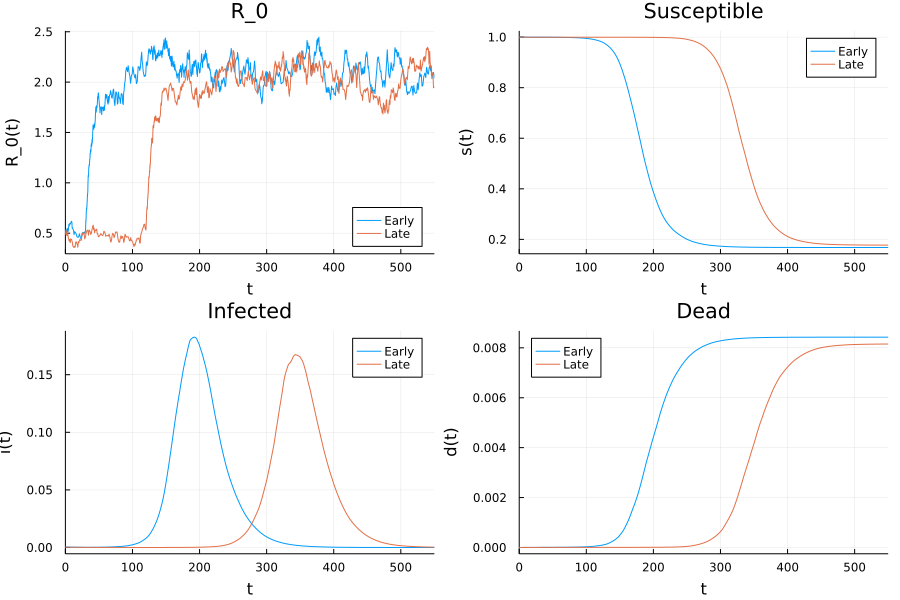 R_0
R_0(t)
2.5
2.0
1.5
1.0
0.5
0 100 200 300 400 500
t
Early
Late
Susceptible
s(t)
1.0
0.8
0.6
0.4
0.2
0 100 200 300 400 500
t
Early
Late
Infected
i(t)
0.15
0.10
0.05
0.00
0 100 200 300 400 500
t
Early
Late
Dead
d(t)
0.008
0.006
0.004
0.002
0.000
0 100 200 300 400 500
t
Early
Late